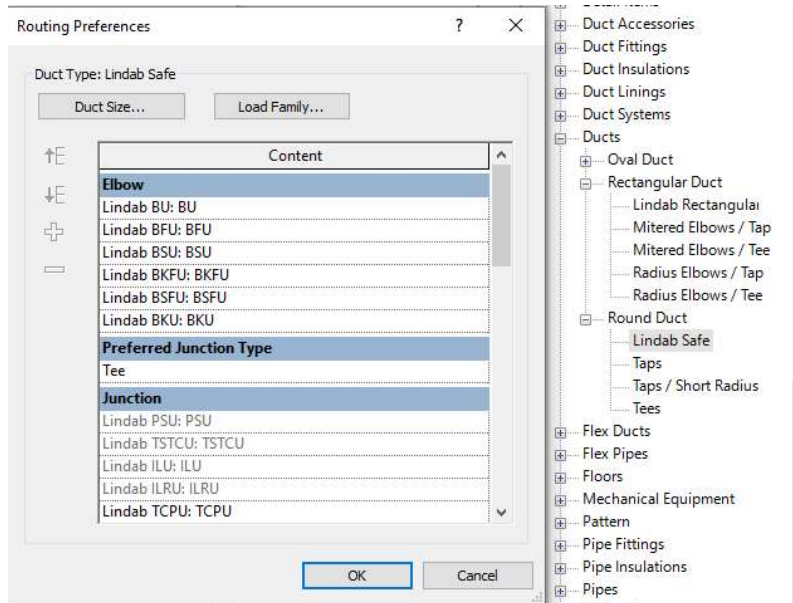 Routing Preferences
?
Duct Type: Lindab Safe
Duct Size...
Load Family...
Content
Elbow
Lindab BU: BU
Lindab BFU: BFU
Lindab BSU: BSU
Lindab BKFU: BKFU
Lindab BSFU: BSFU
Lindab BKU: BKU
Preferred Junction Type
Tee
Junction
Lindab PSU: PSU
Lindab TSTCU: TSTCU
Lindab ILU: ILU
Lindab ILRU: ILRU
Lindab TCPU: TCPU
OK
Cancel
Duct Accessories
Duct Fittings
Duct Insulations
Duct Linings
Duct Systems
Ducts
Oval Duct
Rectangular Duct
Lindab Rectangular
Mitered Elbows / Tap
Mitered Elbows / Tee
Radius Elbows / Tap
Radius Elbows / Tee
Round Duct
Lindab Safe
Taps
Taps / Short Radius
Tees
Flex Ducts
Flex Pipes
Floors
Mechanical Equipment
Pattern
Pipe Fittings
Pipe Insulations
Pipes